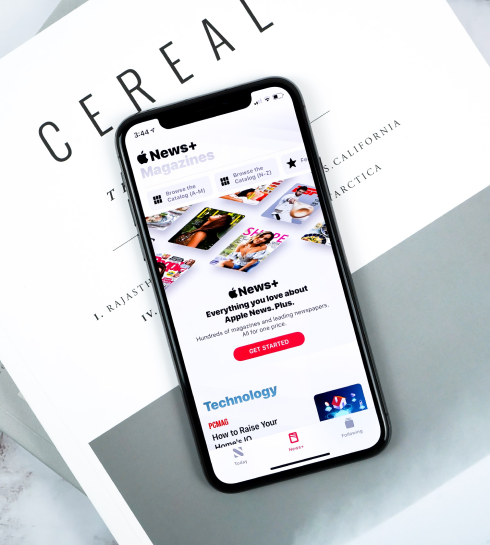 CEREAL
T
S.CALIFORNIA
ARCTICA
I. RAJASTH
IV.
3:44
News+
Magazines
Browse the
Catalog (A-M)
Browse the
Catalog (N-Z)
Fe
SHAPE
News+
Everything you love about
Apple News. Plus.
Hundreds of magazines and leading newspapers.
All for one price.
GET STARTED
Technology
PCMAG
How to Raise Your
Home's IQ
Today
News+
Following